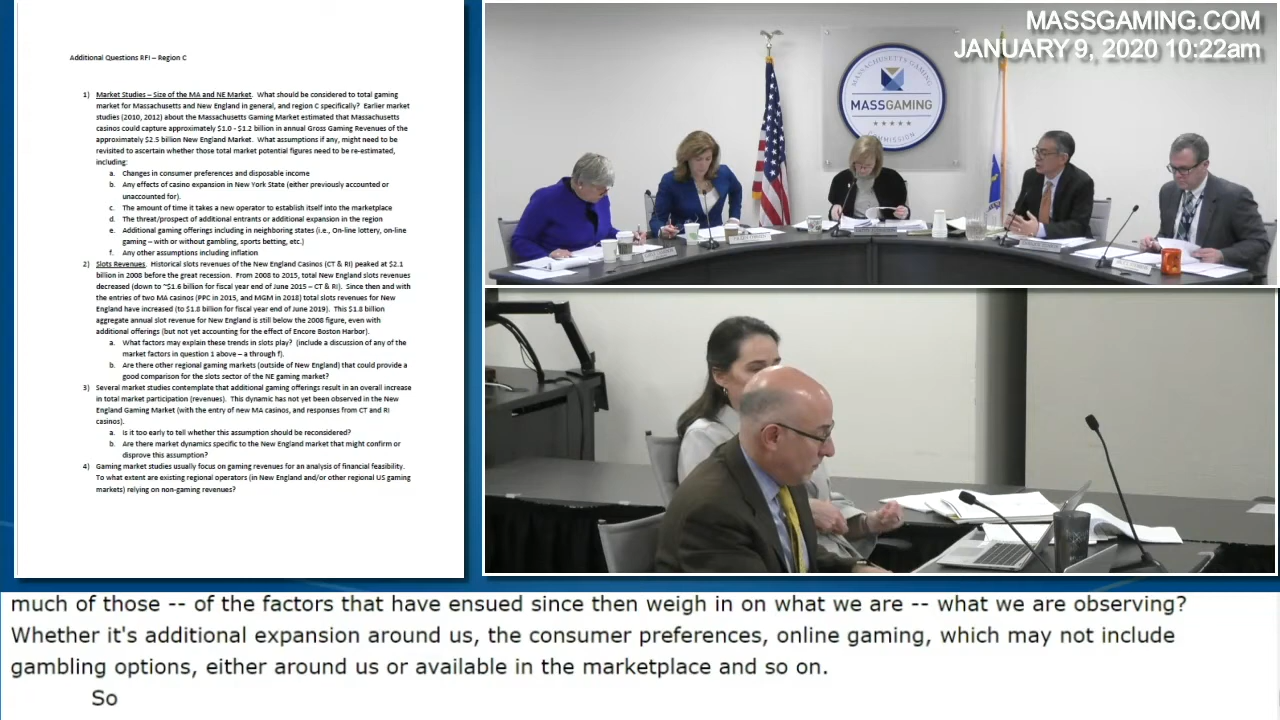 Additional Questions RFI – Region C
1) Market Studies – Size of the MA and NE Market. What should be considered to total gaming
market for Massachusetts and New England in general, and region C specifically? Earlier market
studies (2010, 2012) about the Massachusetts Gaming Market estimated that Massachusetts
casinos could capture approximately $1.0 - $1.2 billion in annual Gross Gaming Revenues of the
approximately $2.5 billion New England Market. What assumptions if any, might need to be
revisited to ascertain whether those total market potential figures need to be re-estimated,
including:
a. Changes in consumer preferences and disposable income
b. Any effects of casino expansion in New York State (either previously accounted or
unaccounted for).
c. The amount of time it takes a new operator to establish itself into the marketplace
d. The threat/prospect of additional entrants or additional expansion in the region
e. Additional gaming offerings including in neighboring states (i.e., On-line lottery, on-line
gaming – with or without gambling, sports betting, etc.)
f. Any other assumptions including inflation
2) Slots Revenues. Historical slots revenues of the New England Casinos (CT & RI) peaked at $2.1
billion in 2008 before the great recession. From 2008 to 2015, total New England slots revenues
decreased (down to ~$1.6 billion for fiscal year end of June 2015 – CT & RI). Since then and with
the entries of two MA casinos (PPC in 2015, and MGM in 2018) total slots revenues for New
England have increased (to $1.8 billion for fiscal year end of June 2019). This $1.8 billion
aggregate annual slot revenue for New England is still below the 2008 figure, even with
additional offerings (but not yet accounting for the effect of Encore Boston Harbor).
a. What factors may explain these trends in slots play? (include a discussion of any of the
market factors in question 1 above – a through f).
b. Are there other regional gaming markets (outside of New England) that could provide a
good comparison for the slots sector of the NE gaming market?
3) Several market studies contemplate that additional gaming offerings result in an overall increase
in total market participation (revenues). This dynamic has not yet been observed in the New
England Gaming Market (with the entry of new MA casinos, and responses from CT and RI
casinos).
a. Is it too early to tell whether this assumption should be reconsidered?
b. Are there market dynamics specific to the New England market that might confirm or
disprove this assumption?
4) Gaming market studies usually focus on gaming revenues for an analysis of financial feasibility.
To what extent are existing regional operators (in New England and/or other regional US gaming
markets) relying on non-gaming revenues?
MASSGAMING.COM
JANUARY 9, 2020 10:22am
MASSACHUSETTS GAMING
MASSGAMING
COMMISSION
much of those -- of the factors that have ensued since then weigh in on what we are -- what we are observing?
Whether it's additional expansion around us, the consumer preferences, online gaming, which may not include
gambling options, either around us or available in the marketplace and so on.
So